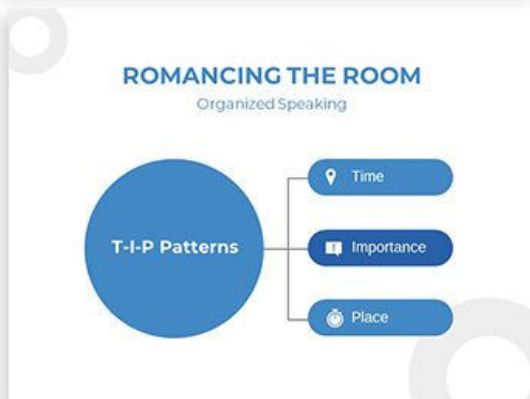 ROMANCING THE ROOM
Organized Speaking
T-I-P Patterns
Time
Importance
Place